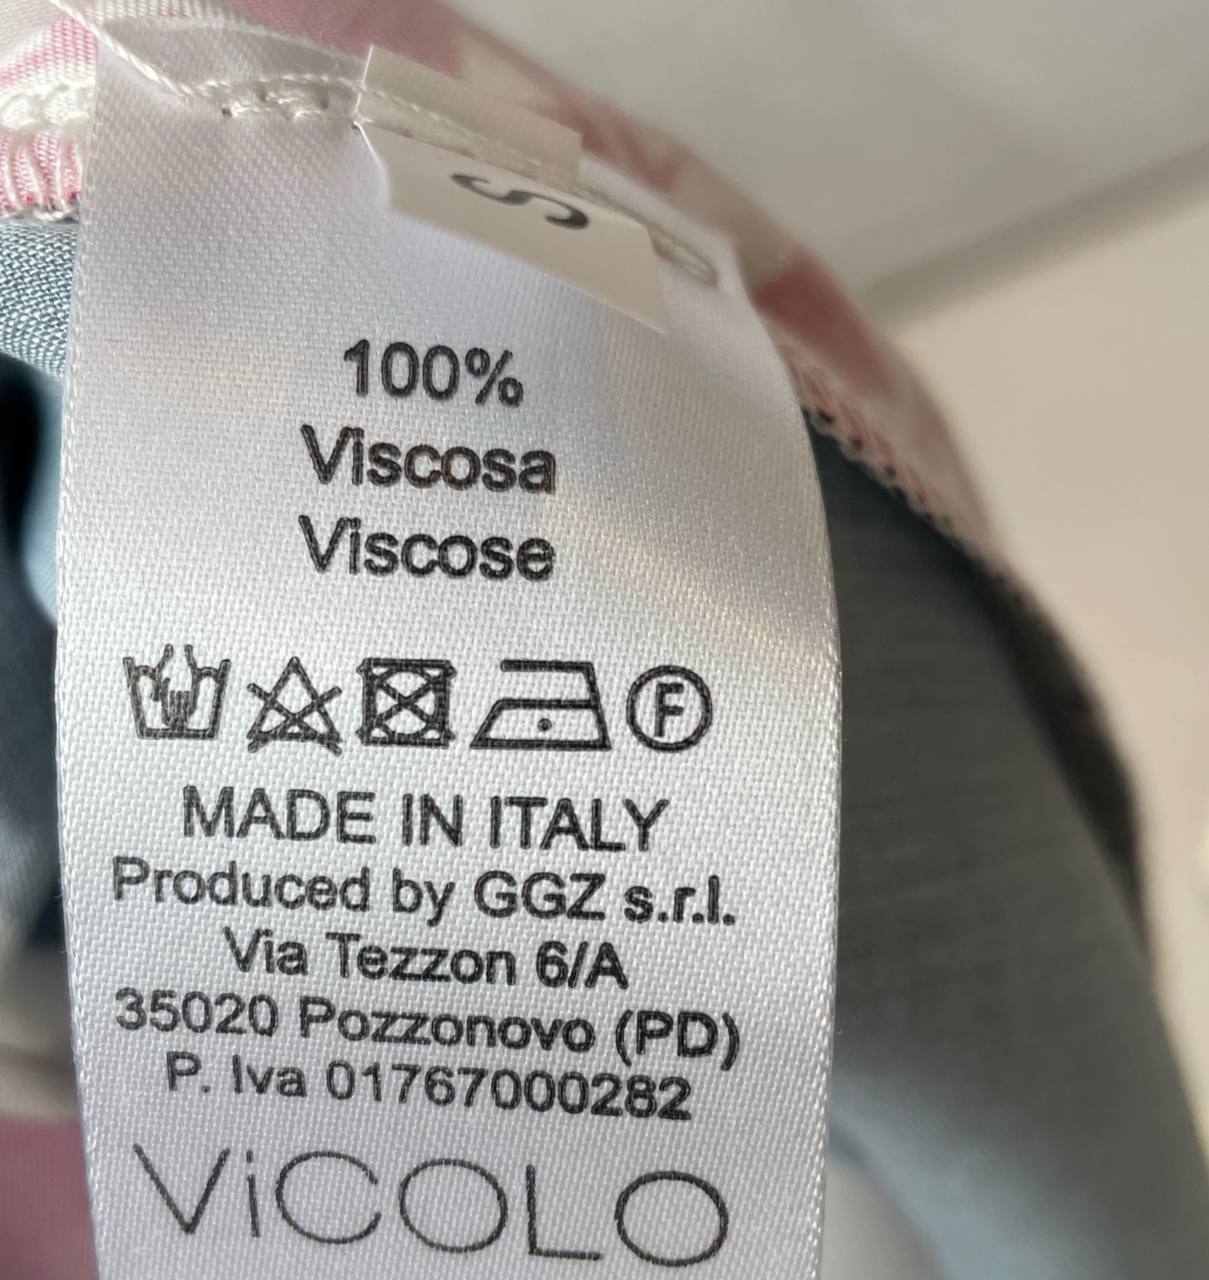 S
100%
Viscosa
Viscose
F
MADE IN ITALY
Produced by GGZ s.r.l.
Via Tezzon 6/A
35020 Pozzonovo (PD)
P. Iva 01767000282
ViCOLO